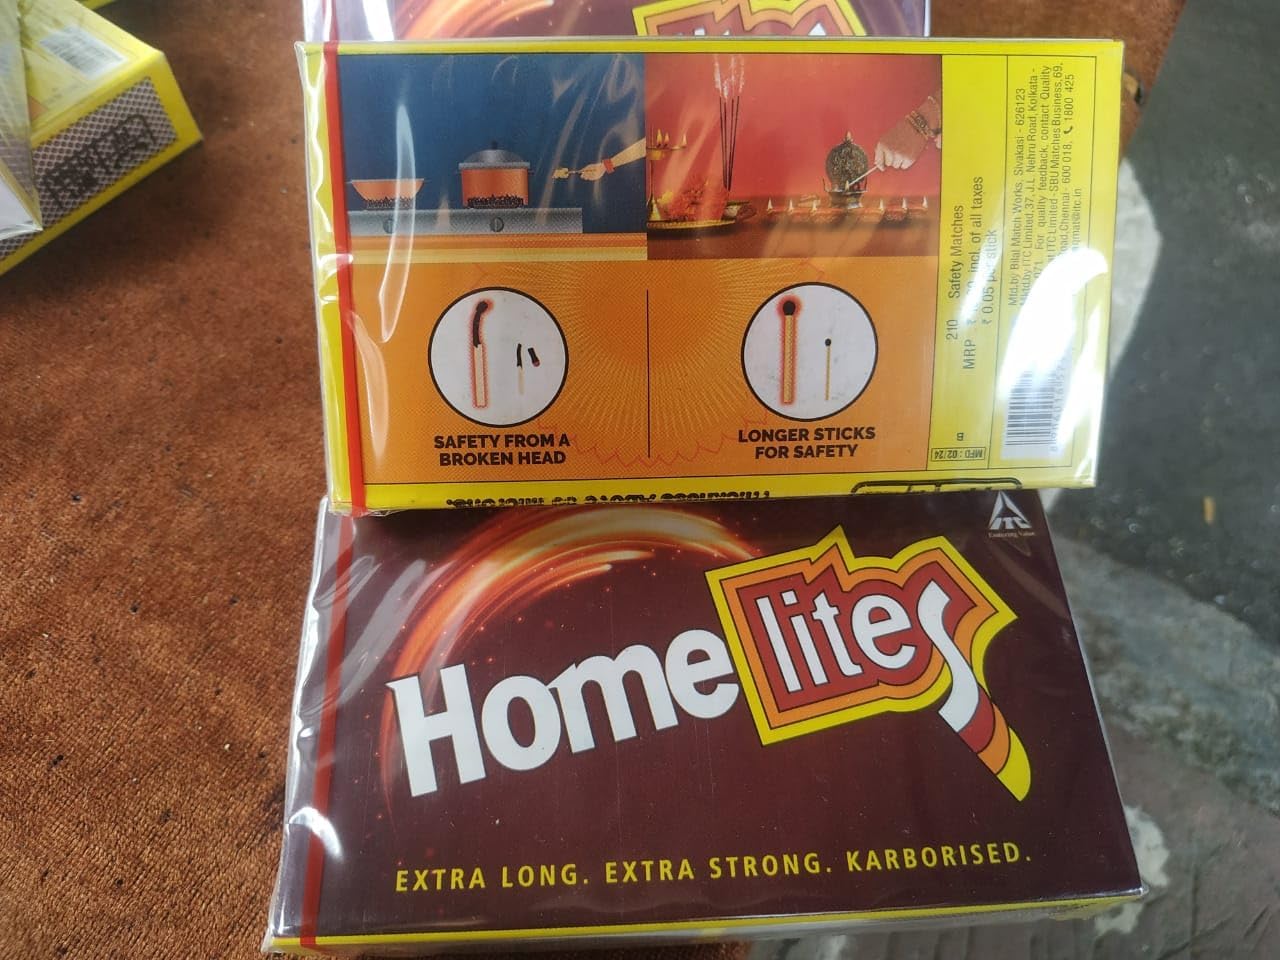 SAFETY FROM A
BROKEN HEAD
LONGER STICKS
FOR SAFETY
210 Safety Matches
MRP incl. of all taxes
₹ 0.05 per stick
B
MFD : 02/24
Mfd.by Bilal Match Works, Sivakasi - 626123
ITC Limited,37, J.L Nehru Road, Kolkata -
For quality feedback, contact Quality
ITC Limited - SBU Matches Business,69,
Chennai - 600 018, 1800 425
ITC
Enduring Value
Home lites
EXTRA LONG. EXTRA STRONG. KARBORISED.